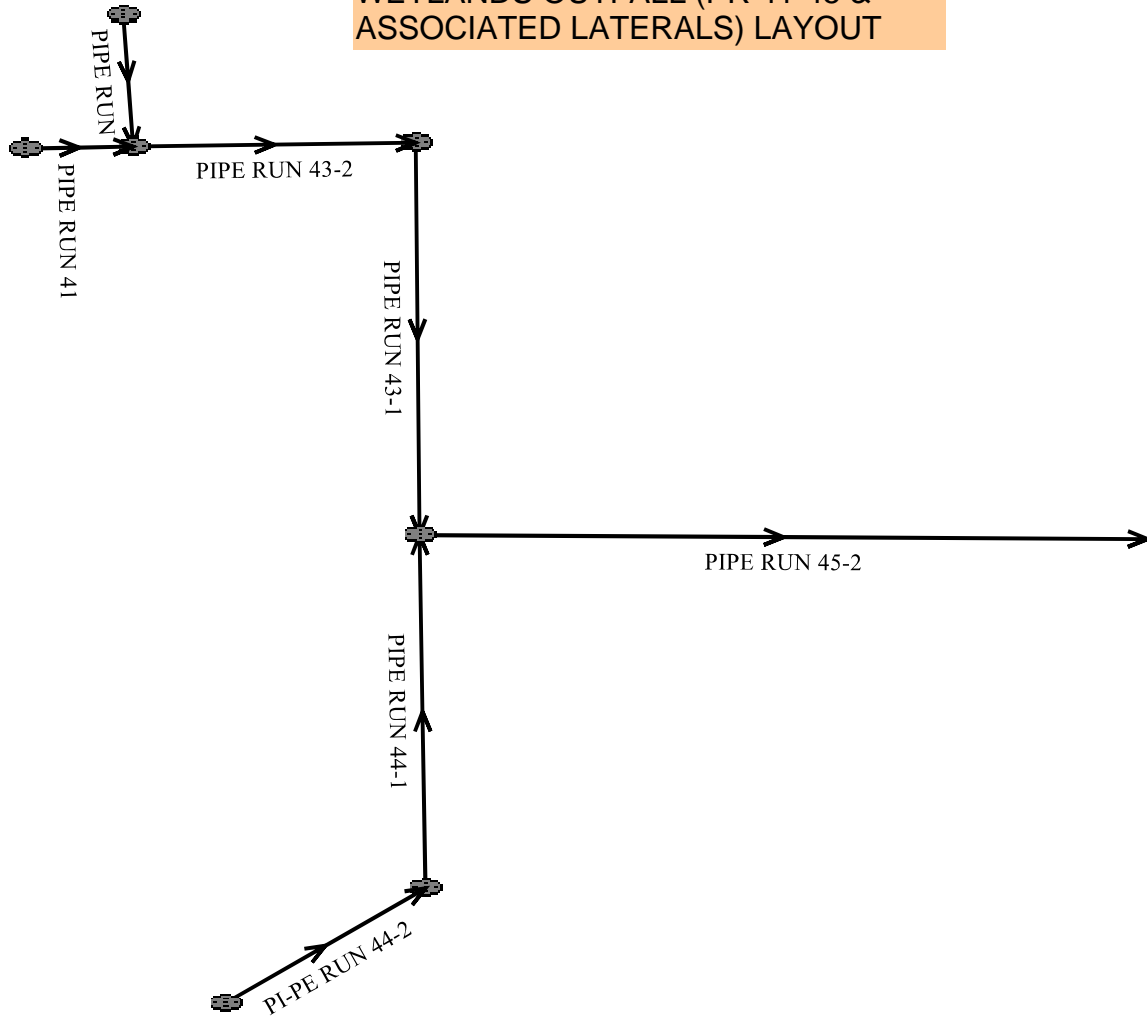 ASSOCIATED LATERALS) LAYOUT
PIPE RUN
PIPE RUN 41
PIPE RUN 43-2
PIPE RUN 43-1
PIPE RUN 45-2
PIPE RUN 44-1
PI-PE RUN 44-2